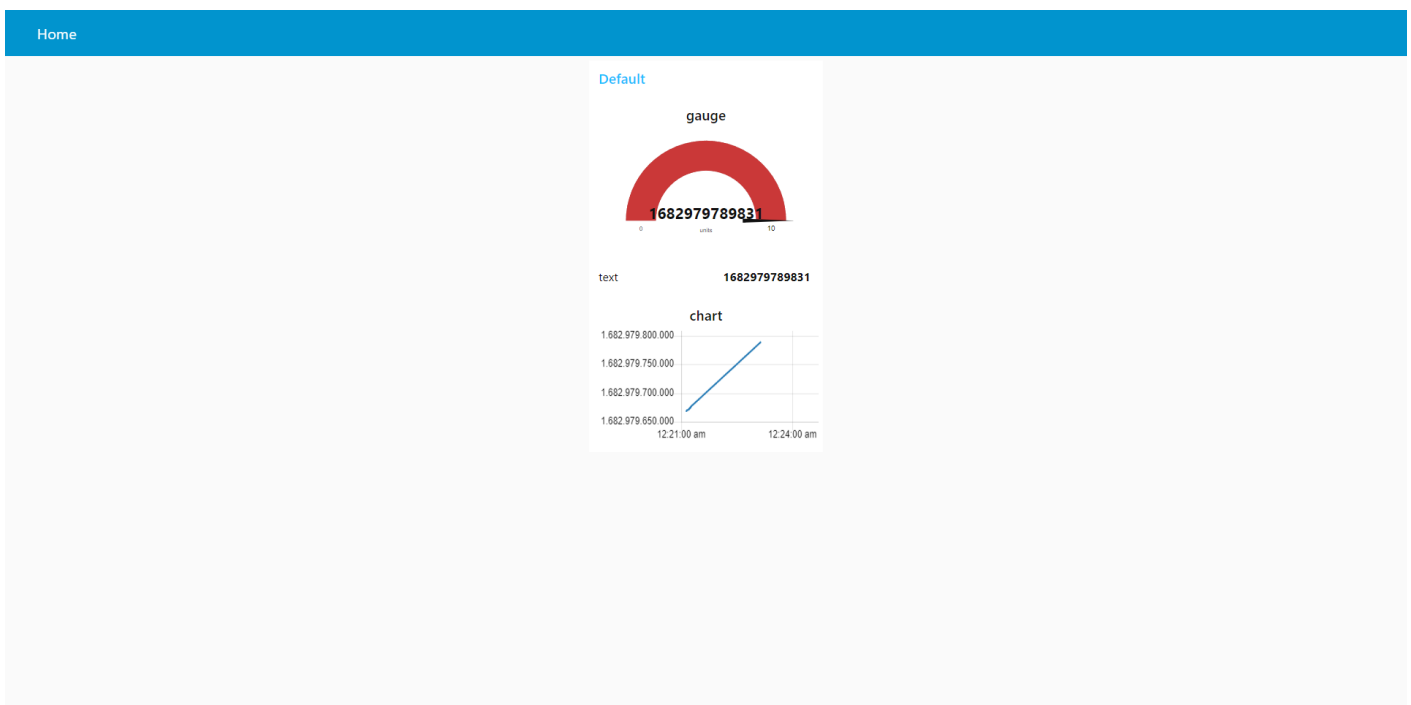 Home
Default
gauge
1682979789831
0 units 10
text 1682979789831
chart
1.682.979.800.000
1.682.979.750.000
1.682.979.700.000
1.682.979.650.000
12:21:00 am 12:24:00 am